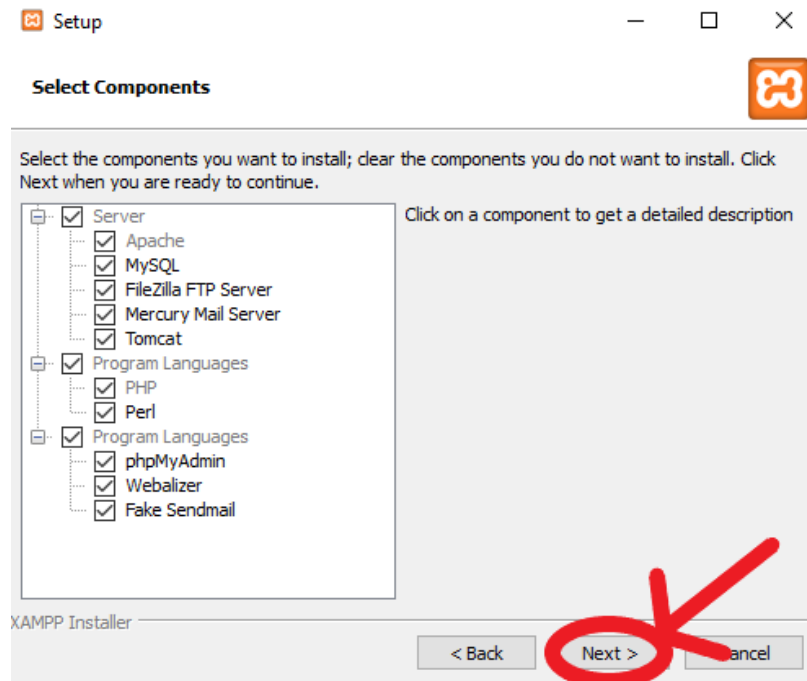 Setup
Select Components
Select the components you want to install; clear the components you do not want to install. Click
Next when you are ready to continue.
Server
Apache
MySQL
FileZilla FTP Server
Mercury Mail Server
Tomcat
Program Languages
PHP
Perl
Program Languages
phpMyAdmin
Webalizer
Fake Sendmail
Click on a component to get a detailed description
XAMPP Installer
< Back
Next >
Cancel